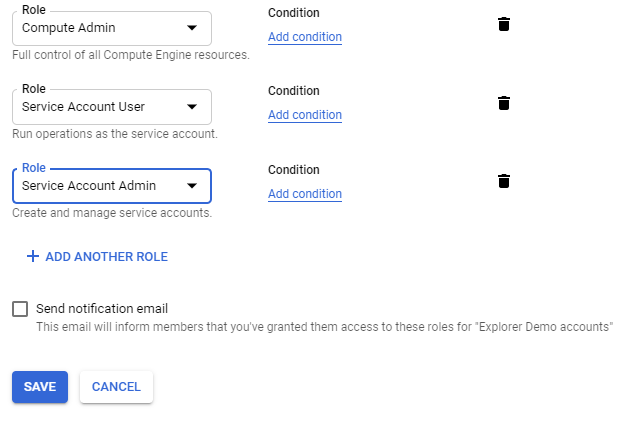 Role
Condition
Compute Admin
Add condition
Full control of all Compute Engine resources.
Role
Condition
Service Account User
Add condition
Run operations as the service account.
Role
Condition
Service Account Admin
Add condition
Create and manage service accounts.
+ ADD ANOTHER ROLE
Send notification email
This email will inform members that you've granted them access to these roles for "Explorer Demo accounts"
SAVE
CANCEL